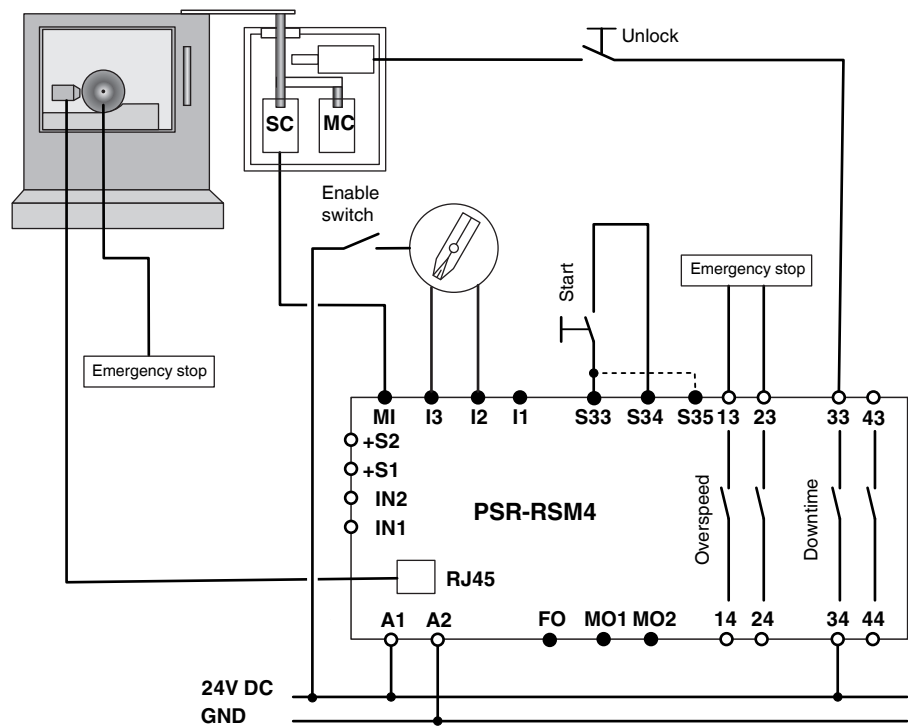 Unlock
SC MC
Enable
switch
Start
Emergency stop
Emergency stop
MI I3 I2 I1 S33 S34 S35 13 23 33 43
+S2
+S1
IN2
IN1
PSR-RSM4
Overspeed
Downtime
RJ45
A1 A2 FO MO1 MO2 14 24 34 44
24V DC
GND